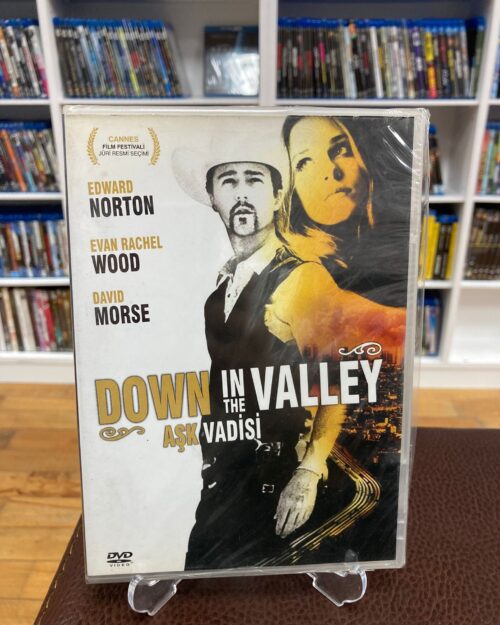 CANNES
FİLM FESTİVALİ
JÜRİ RESMİ SEÇİMİ
EDWARD
NORTON
EVAN RACHEL
WOOD
DAVID
MORSE
DOWN IN THE VALLEY
AŞK VADİSİ
DVD
VIDEO